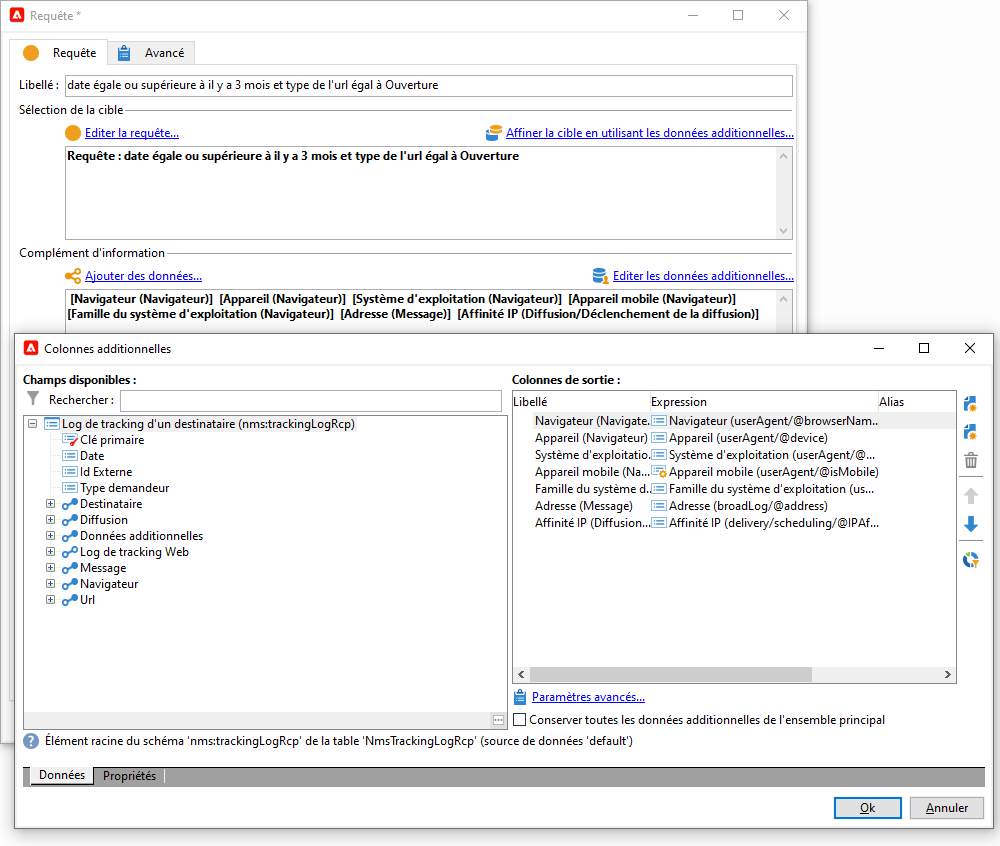 Requête *
Requête Avancé
Libellé : date égale ou supérieure à il y a 3 mois et type de l'url égal à Ouverture
Sélection de la cible
Editer la requête... Affiner la cible en utilisant les données additionnelles...
Requête : date égale ou supérieure à il y a 3 mois et type de l'url égal à Ouverture
Complément d'information
Ajouter des données... Editer les données additionnelles...
[Navigateur (Navigateur)] [Appareil (Navigateur)] [Système d'exploitation (Navigateur)] [Appareil mobile (Navigateur)]
[Famille du système d'exploitation (Navigateur)] [Adresse (Message)] [Affinité IP (Diffusion/Déclenchement de la diffusion)]
Colonnes additionnelles
Champs disponibles :
Rechercher :
Log de tracking d'un destinataire (nms:trackingLogRcp)
Clé primaire
Date
Id Externe
Type demandeur
Destinataire
Diffusion
Données additionnelles
Log de tracking Web
Message
Navigateur
Url
Colonnes de sortie :
Libellé Expression Alias
Navigateur (Navigate... Navigateur (userAgent/@browserNam...
Appareil (Navigateur) Appareil (userAgent/@device)
Système d'exploitatio... Système d'exploitation (userAgent/@...
Appareil mobile (Na... Appareil mobile (userAgent/@isMobile)
Famille du système d... Famille du système d'exploitation (us...
Adresse (Message) Adresse (broadLog/@address)
Affinité IP (Diffusion... Affinité IP (delivery/scheduling/@IPAf...
Paramètres avancés...
Conserver toutes les données additionnelles de l'ensemble principal
Élément racine du schéma 'nms:trackingLogRcp' de la table 'NmsTrackingLogRcp' (source de données 'default')
Données Propriétés
Ok Annuler